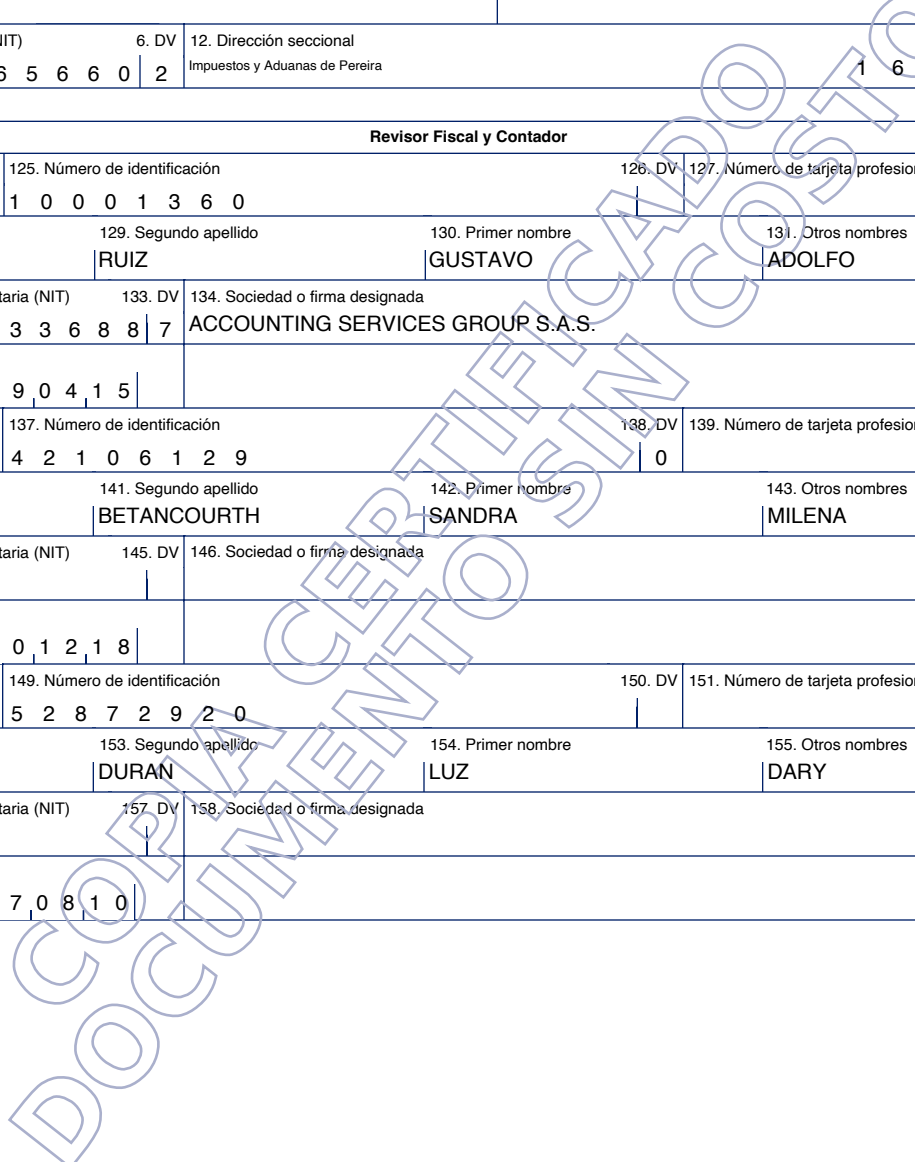 IIT) 6. DV 12. Dirección seccional
6 5 6 6 0 2 Impuestos y Aduanas de Pereira 1 6
Revisor Fiscal y Contador
125. Número de identificación 126. DV 127. Número de tarjeta profesion
1 0 0 0 1 3 6 0
129. Segundo apellido 130. Primer nombre 131. Otros nombres
RUIZ GUSTAVO ADOLFO
taria (NIT) 133. DV 134. Sociedad o firma designada
3 3 6 8 8 7 ACCOUNTING SERVICES GROUP S.A.S.
9 0 4 1 5
137. Número de identificación 138. DV 139. Número de tarjeta profesion
4 2 1 0 6 1 2 9 0
141. Segundo apellido 142. Primer nombre 143. Otros nombres
BETANCOURTH SANDRA MILENA
taria (NIT) 145. DV 146. Sociedad o firma designada
0 1 2 1 8
149. Número de identificación 150. DV 151. Número de tarjeta profesion
5 2 8 7 2 9 2 0
153. Segundo apellido 154. Primer nombre 155. Otros nombres
DURAN LUZ DARY
taria (NIT) 157. DV 158. Sociedad o firma designada
7 0 8 1 0
COPIA CERTIFICADO
DOCUMENTO SIN COSTO